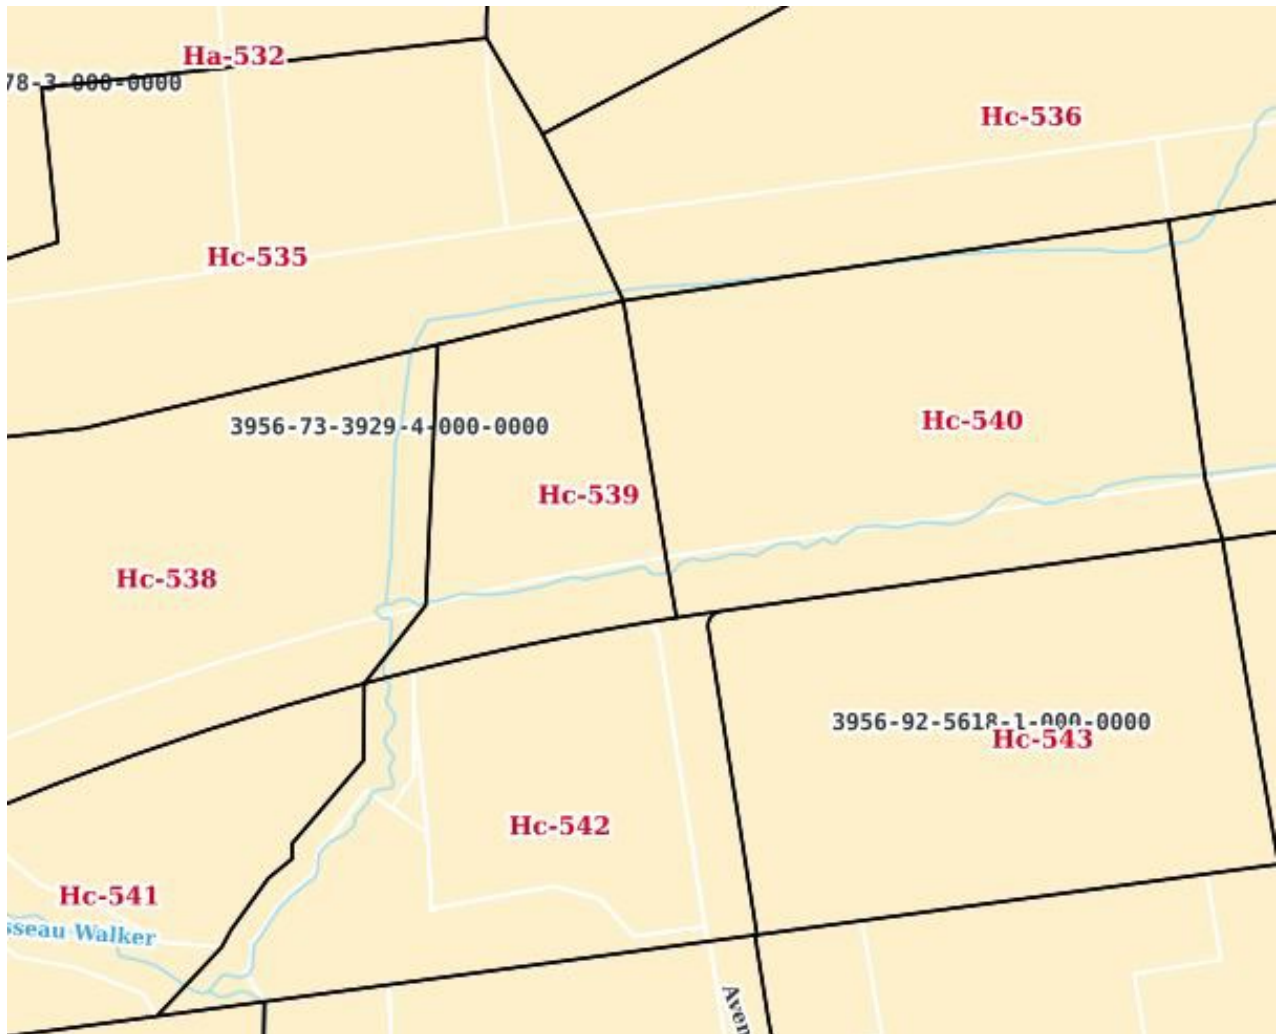 Ha-532
78-3-000-0000
Hc-536
Hc-535
Hc-540
3956-73-3929-4-000-0000
Hc-539
Hc-538
3956-92-5618-1-000-0000
Hc-543
Hc-542
Hc-541
sseau Walker
Aven